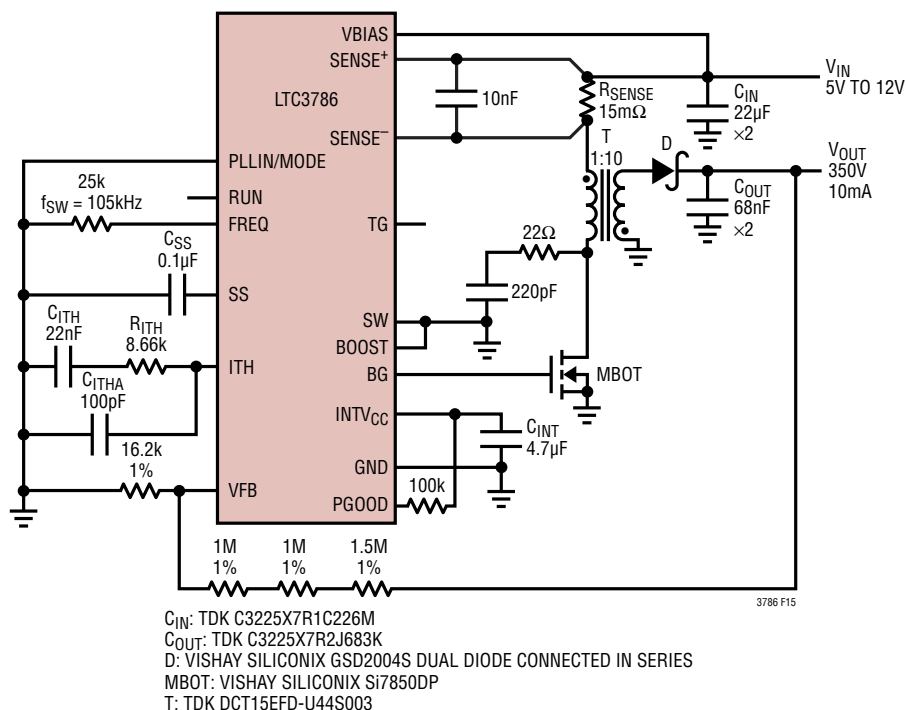 VBIAS
SENSE+
LTC3786
10nF
RSENSE
15mΩ
VIN
5V TO 12V
CIN
22µF
×2
SENSE–
T
1:10
D
VOUT
350V
10mA
COUT
68nF
×2
PLLIN/MODE
25k
fSW = 105kHz
RUN
FREQ
TG
22Ω
220pF
CSS
0.1µF
SS
CITH
22nF
RITH
8.66k
ITH
CITHA
100pF
SW
BOOST
BG
MBOT
INTVCC
CINT
4.7µF
16.2k
1%
GND
VFB
100k
PGOOD
1M
1%
1M
1%
1.5M
1%
3786 F15
CIN: TDK C3225X7R1C226M
COUT: TDK C3225X7R2J683K
D: VISHAY SILICONIX GSD2004S DUAL DIODE CONNECTED IN SERIES
MBOT: VISHAY SILICONIX Si7850DP
T: TDK DCT15EFD-U44S003